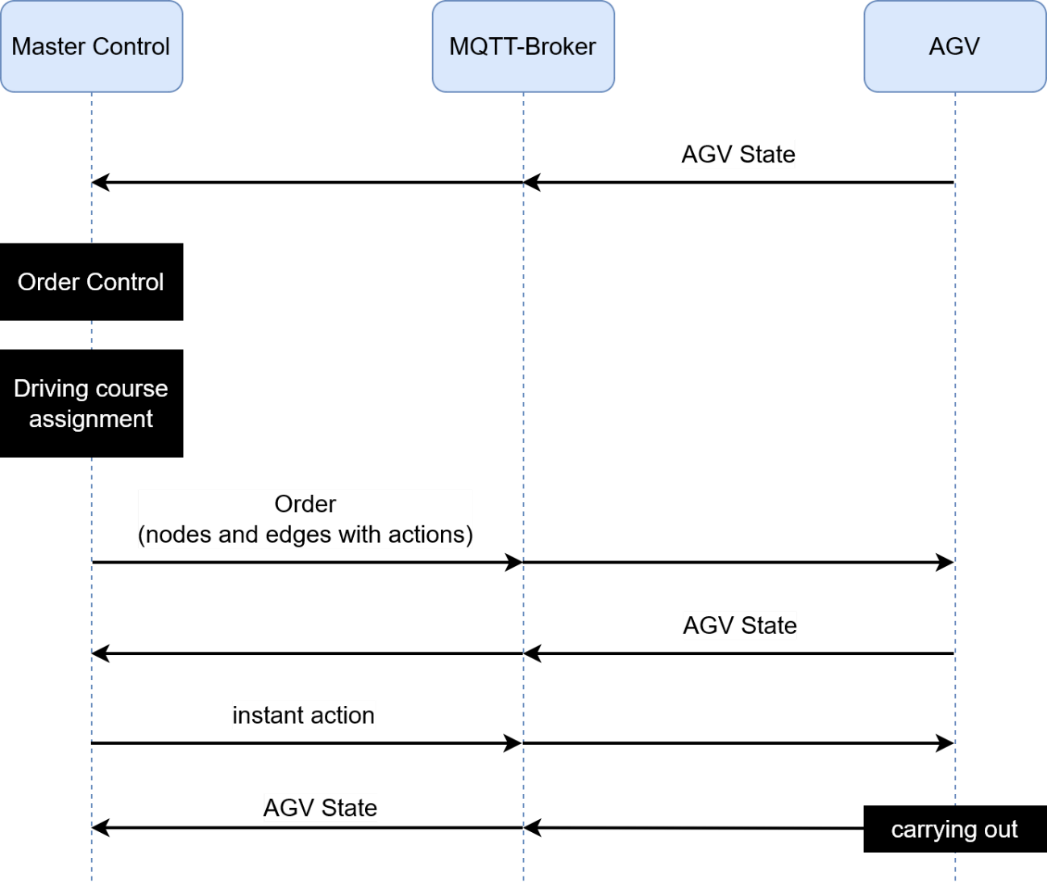 Master Control
MQTT-Broker
AGV
AGV State
Order Control
Driving course
assignment
Order
(nodes and edges with actions)
AGV State
instant action
AGV State
carrying out